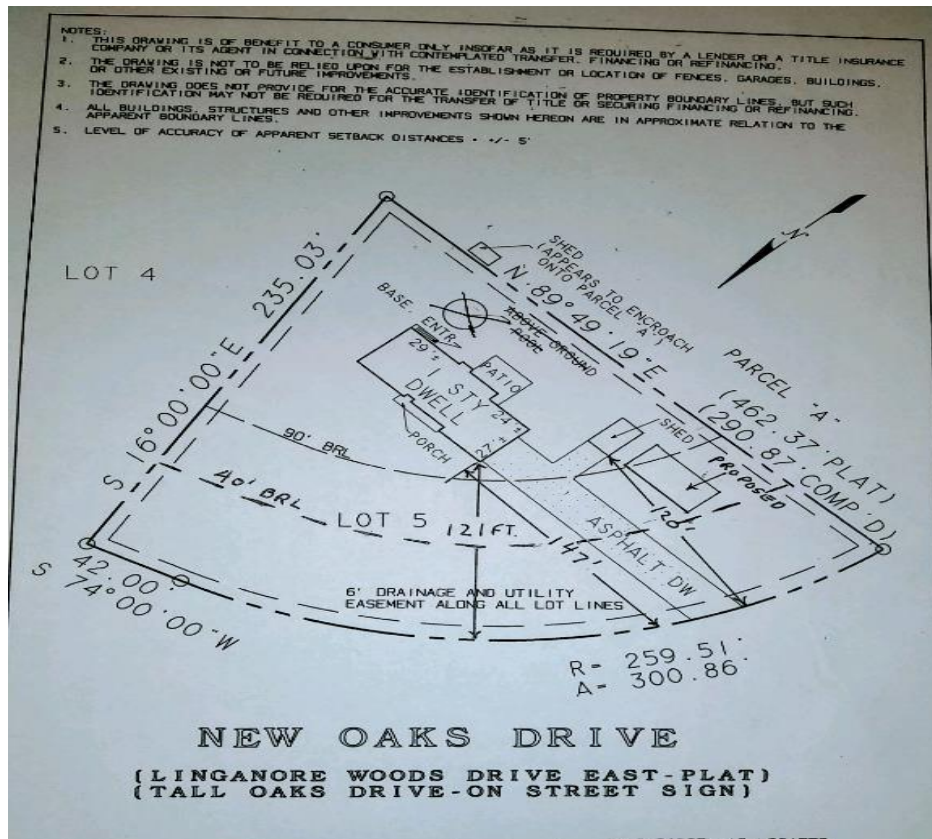 NOTES:
1. THIS DRAWING IS OF BENEFIT TO A CONSUMER ONLY INSOFAR AS IT IS REQUIRED BY A LENDER OR A TITLE INSURANCE
COMPANY OR ITS AGENT IN CONNECTION WITH CONTEMPLATED TRANSFER, FINANCING OR REFINANCING.
2. THE DRAWING IS NOT TO BE RELIED UPON FOR THE ESTABLISHMENT OR LOCATION OF FENCES, GARAGES, BUILDINGS,
OR OTHER EXISTING OR FUTURE IMPROVEMENTS.
3. THE DRAWING DOES NOT PROVIDE FOR THE ACCURATE IDENTIFICATION OF PROPERTY BOUNDARY LINES, BUT SUCH
IDENTIFICATION MAY NOT BE REQUIRED FOR THE TRANSFER OF TITLE OR SECURING FINANCING OR REFINANCING.
4. ALL BUILDINGS, STRUCTURES AND OTHER IMPROVEMENTS SHOWN HEREON ARE IN APPROXIMATE RELATION TO THE
APPARENT BOUNDARY LINES.
5. LEVEL OF ACCURACY OF APPARENT SETBACK DISTANCES - +/- 5'
N
LOT 4
S 16°00'00"E 235.03'
SHED
(APPEARS TO ENCROACH
ONTO PARCEL "A")
N.89°49'19"E
BASE.
ENTR.
ABOVE GROUND
POOL
PARCEL "A"
(462.37'PLAT)
(290.87'COMP'D)
29'±
1 STY
DWELL
PATIO
24'±
27'±
PORCH
SHED
PROPOSED
90' BRL
40' BRL
LOT 5
121 FT.
147'
126'
ASPHALT DW
6' DRAINAGE AND UTILITY
EASEMENT ALONG ALL LOT LINES
42.00'
S 74°00'00"W
R= 259.51'
A= 300.86'
NEW OAKS DRIVE
(LINGANORE WOODS DRIVE EAST-PLAT)
(TALL OAKS DRIVE-ON STREET SIGN)